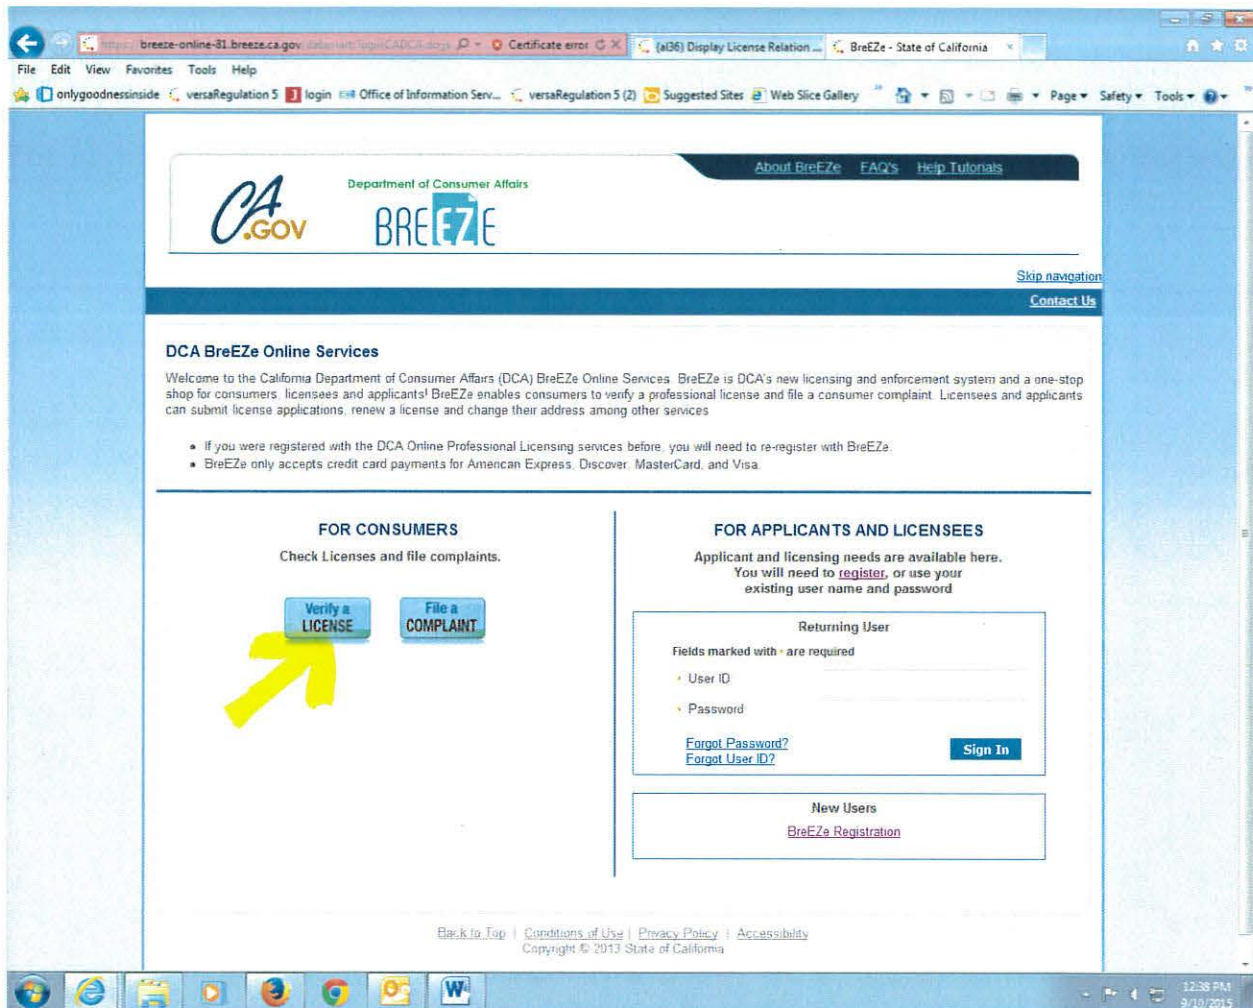 breeze-online-81.breeze.ca.gov
Certificate error
(al36) Display License Relation ...
BreEZe - State of California
File Edit View Favorites Tools Help
onlygoodnessinside versaRegulation 5 login Office of Information Serv... versaRegulation 5 (2) Suggested Sites Web Slice Gallery Page Safety Tools
About BreEZe FAQ's Help Tutorials
CA.GOV
Department of Consumer Affairs
BREEZE
Skip navigation
Contact Us
DCA BreEZe Online Services
Welcome to the California Department of Consumer Affairs (DCA) BreEZe Online Services. BreEZe is DCA's new licensing and enforcement system and a one-stop
shop for consumers, licensees and applicants! BreEZe enables consumers to verify a professional license and file a consumer complaint. Licensees and applicants
can submit license applications, renew a license and change their address among other services
• If you were registered with the DCA Online Professional Licensing services before, you will need to re-register with BreEZe.
• BreEZe only accepts credit card payments for American Express, Discover, MasterCard, and Visa.
FOR CONSUMERS
Check Licenses and file complaints.
Verify a
LICENSE
File a
COMPLAINT
FOR APPLICANTS AND LICENSEES
Applicant and licensing needs are available here.
You will need to register, or use your
existing user name and password
Returning User
Fields marked with • are required
• User ID
• Password
Forgot Password?
Forgot User ID?
Sign In
New Users
BreEZe Registration
Back to Top | Conditions of Use | Privacy Policy | Accessibility
Copyright © 2013 State of California
12:38 PM
9/10/2015